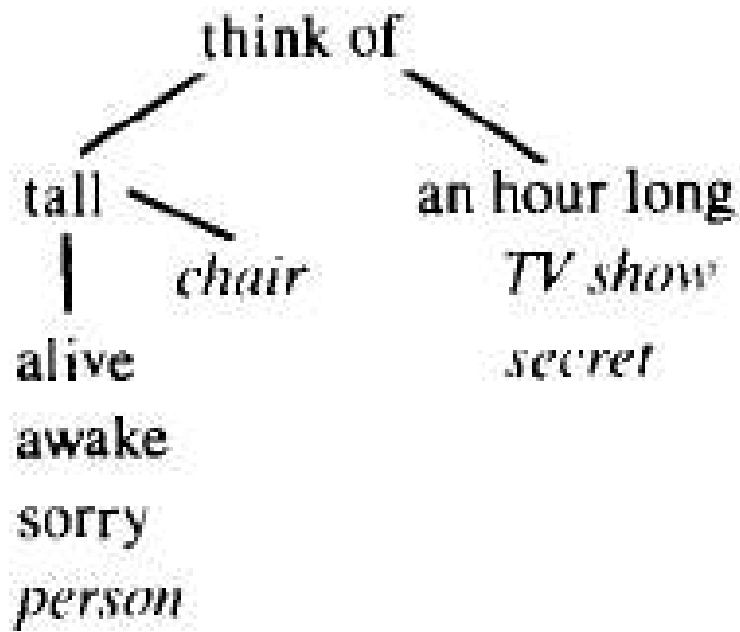 think of
tall
an hour long
chair
TV show
alive
secret
awake
sorry
person